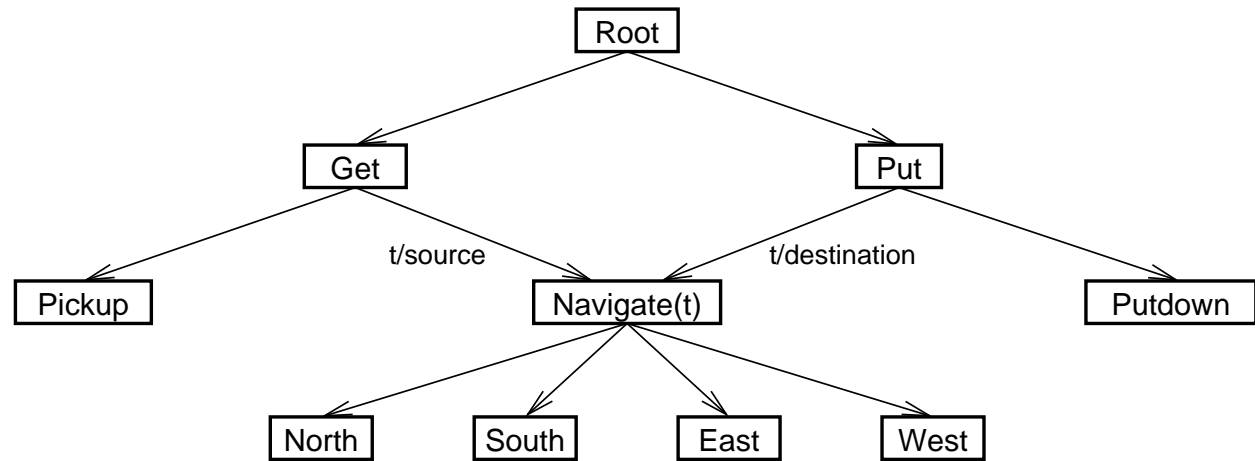 Root
Get
Put
t/source
t/destination
Pickup
Navigate(t)
Putdown
North
South
East
West